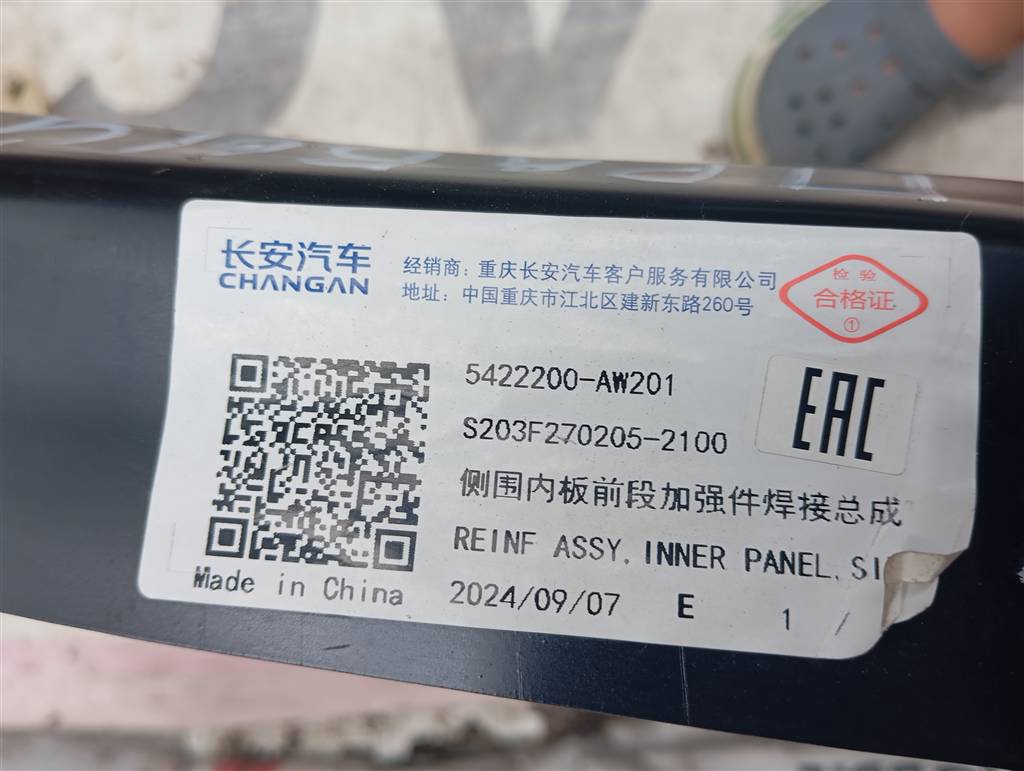 长安汽车
CHANGAN
经销商：重庆长安汽车客户服务有限公司
地址：中国重庆市江北区建新东路260号
检验
合格证
①
5422200-AW201
EAC
S203F270205-2100
侧围内板前段加强件焊接总成
REINF ASSY, INNER PANEL, SI
Made in China
2024/09/07 E 1 /